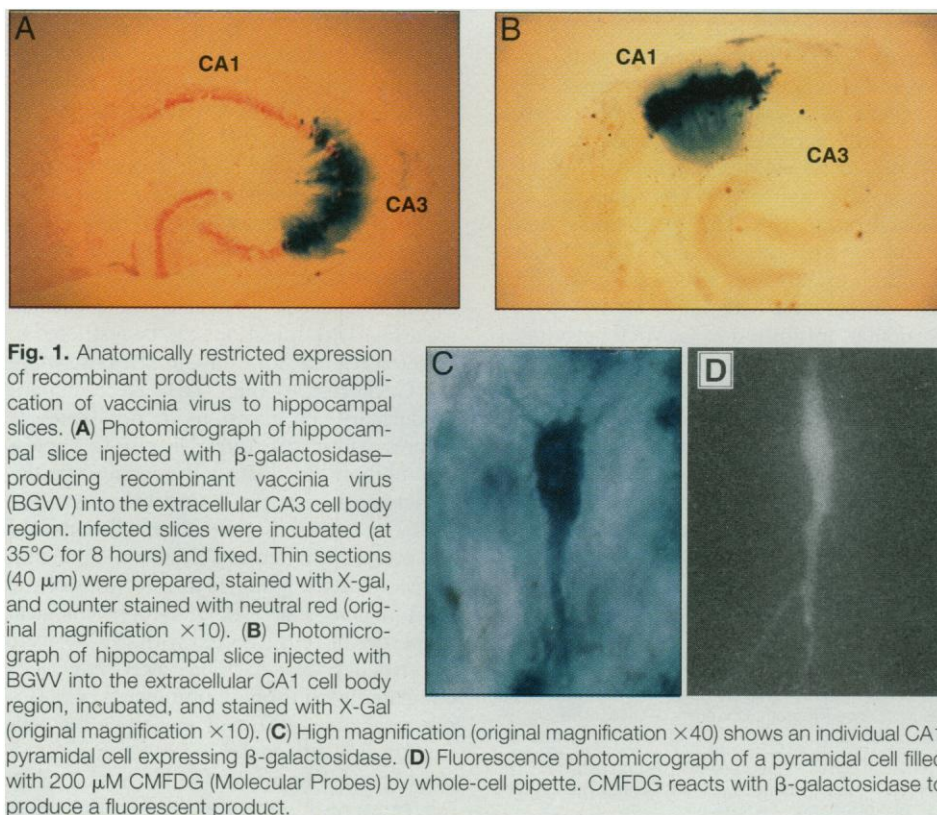 A
CA1
CA3
B
CA1
CA3
Fig. 1. Anatomically restricted expression
of recombinant products with microappli-
cation of vaccinia virus to hippocampal
slices. (A) Photomicrograph of hippocam-
pal slice injected with β-galactosidase–
producing recombinant vaccinia virus
(BGVV) into the extracellular CA3 cell body
region. Infected slices were incubated (at
35°C for 8 hours) and fixed. Thin sections
(40 μm) were prepared, stained with X-gal,
and counter stained with neutral red (orig-
inal magnification ×10). (B) Photomicro-
graph of hippocampal slice injected with
BGVV into the extracellular CA1 cell body
region, incubated, and stained with X-Gal
(original magnification ×10). (C) High magnification (original magnification ×40) shows an individual CA1
pyramidal cell expressing β-galactosidase. (D) Fluorescence photomicrograph of a pyramidal cell filled
with 200 μM CMFDG (Molecular Probes) by whole-cell pipette. CMFDG reacts with β-galactosidase to
produce a fluorescent product.
C
D